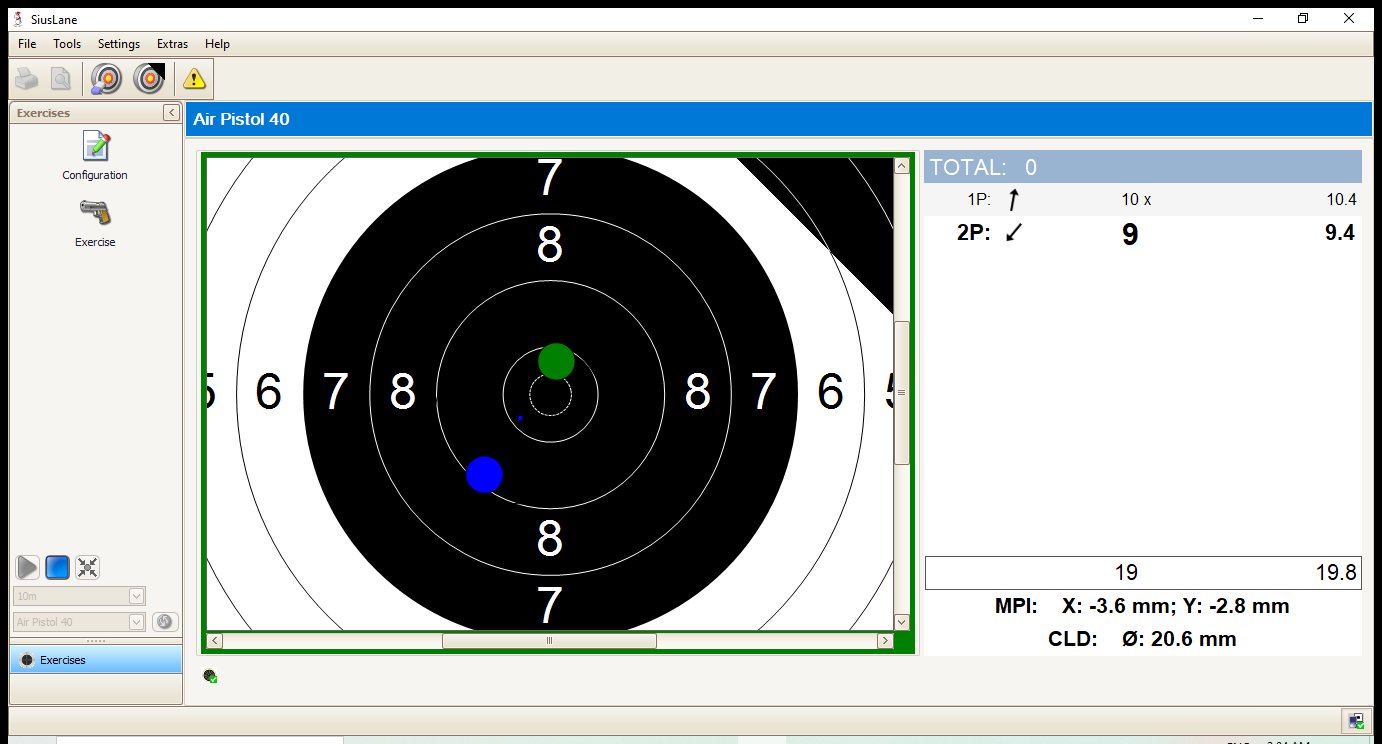 SiusLane
File Tools Settings Extras Help
Exercises
Air Pistol 40
Configuration
Exercise
7
8
6 7 8 8 7 6
8
7
TOTAL: 0
1P: 10 x 10.4
2P: 9 9.4
19 19.8
MPI: X: -3.6 mm; Y: -2.8 mm
CLD: Ø: 20.6 mm
10m
Air Pistol 40
Exercises